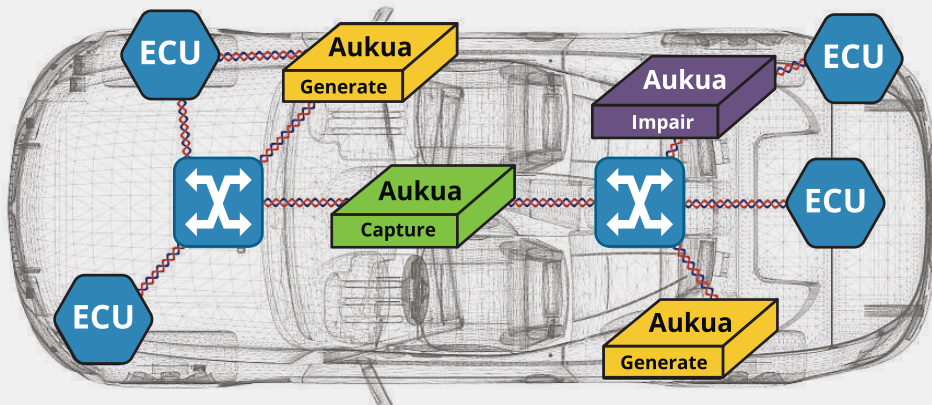 ECU
Aukua
Generate
Aukua
Impair
ECU
Aukua
Capture
ECU
ECU
Aukua
Generate